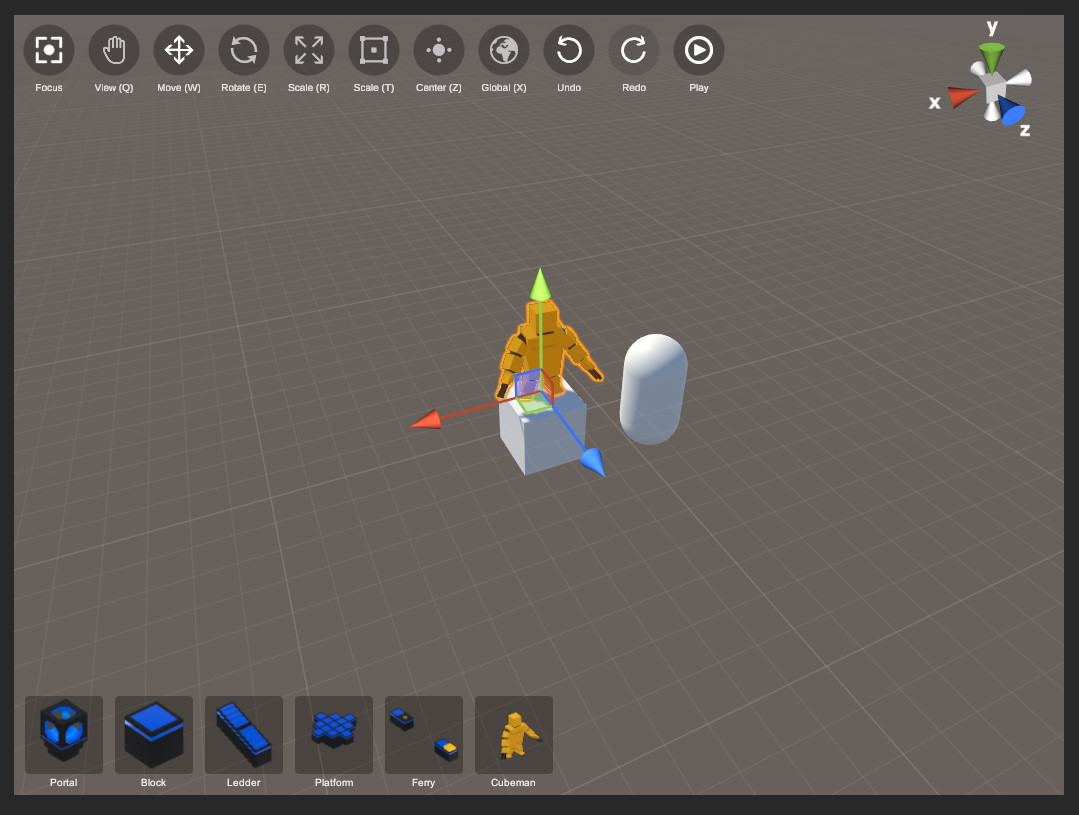 y
x
z
Focus
View (Q)
Move (W)
Rotate (E)
Scale (R)
Scale (T)
Center (Z)
Global (X)
Undo
Redo
Play
Portal
Block
Ledder
Platform
Ferry
Cubeman